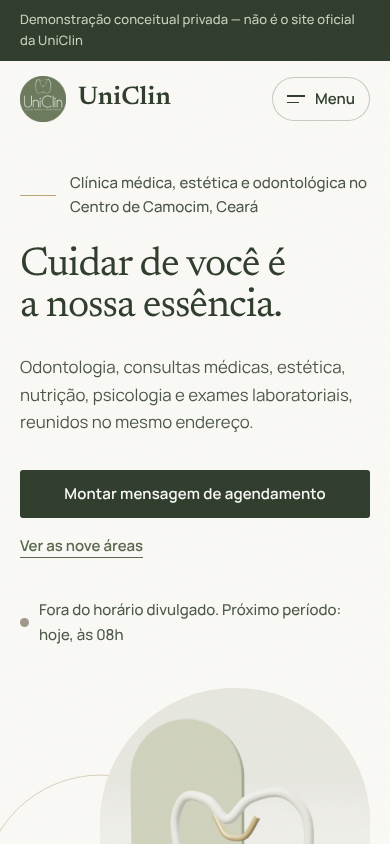 Demonstração conceitual privada — não é o site oficial
da UniClin
UniClin
UniClin
Menu
Clínica médica, estética e odontológica no
Centro de Camocim, Ceará
Cuidar de você é
a nossa essência.
Odontologia, consultas médicas, estética,
nutrição, psicologia e exames laboratoriais,
reunidos no mesmo endereço.
Montar mensagem de agendamento
Ver as nove áreas
Fora do horário divulgado. Próximo período:
hoje, às 08h